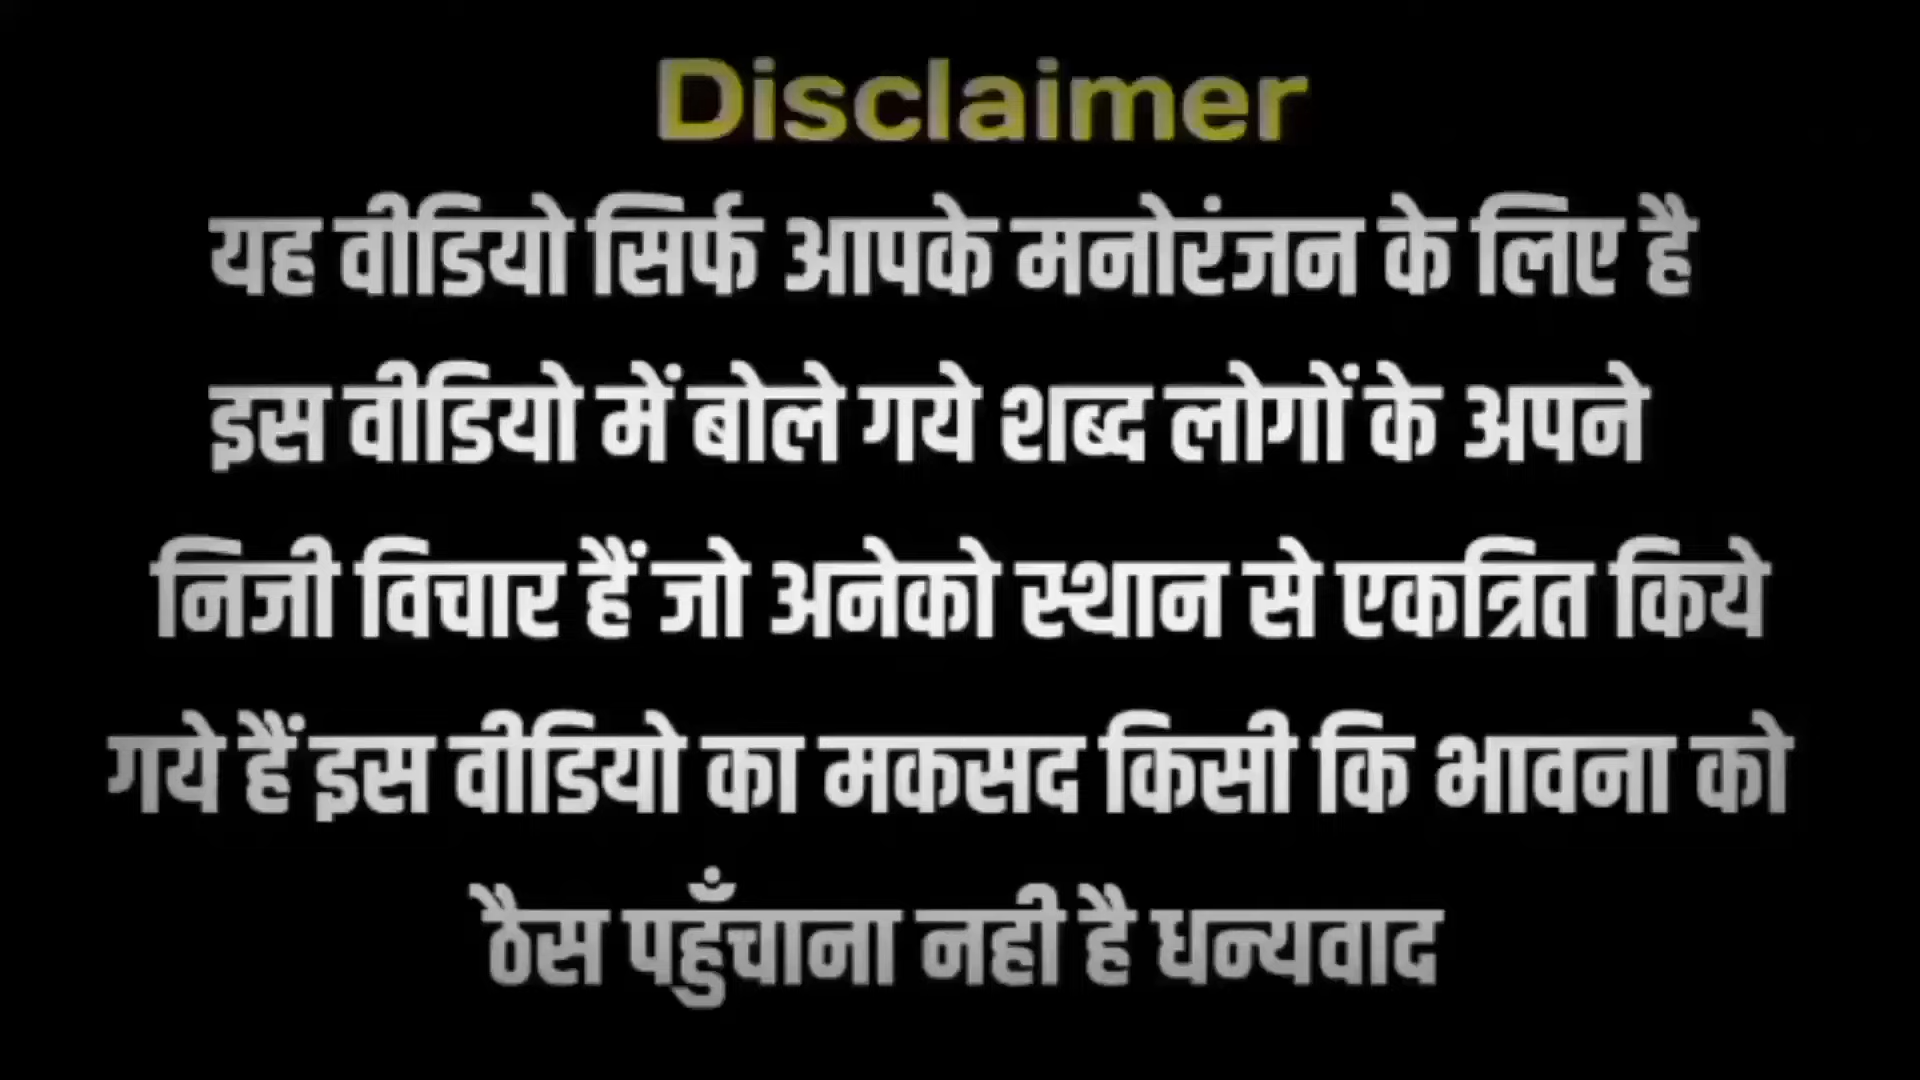 Disclaimer
यह वीडियो सिर्फ आपके मनोरंजन के लिए है
इस वीडियो में बोले गये शब्द लोगों के अपने
निजी विचार हैं जो अनेको स्थान से एकत्रित किये
गये हैं इस वीडियो का मकसद किसी कि भावना को
ठैस पहुँचाना नही है धन्यवाद